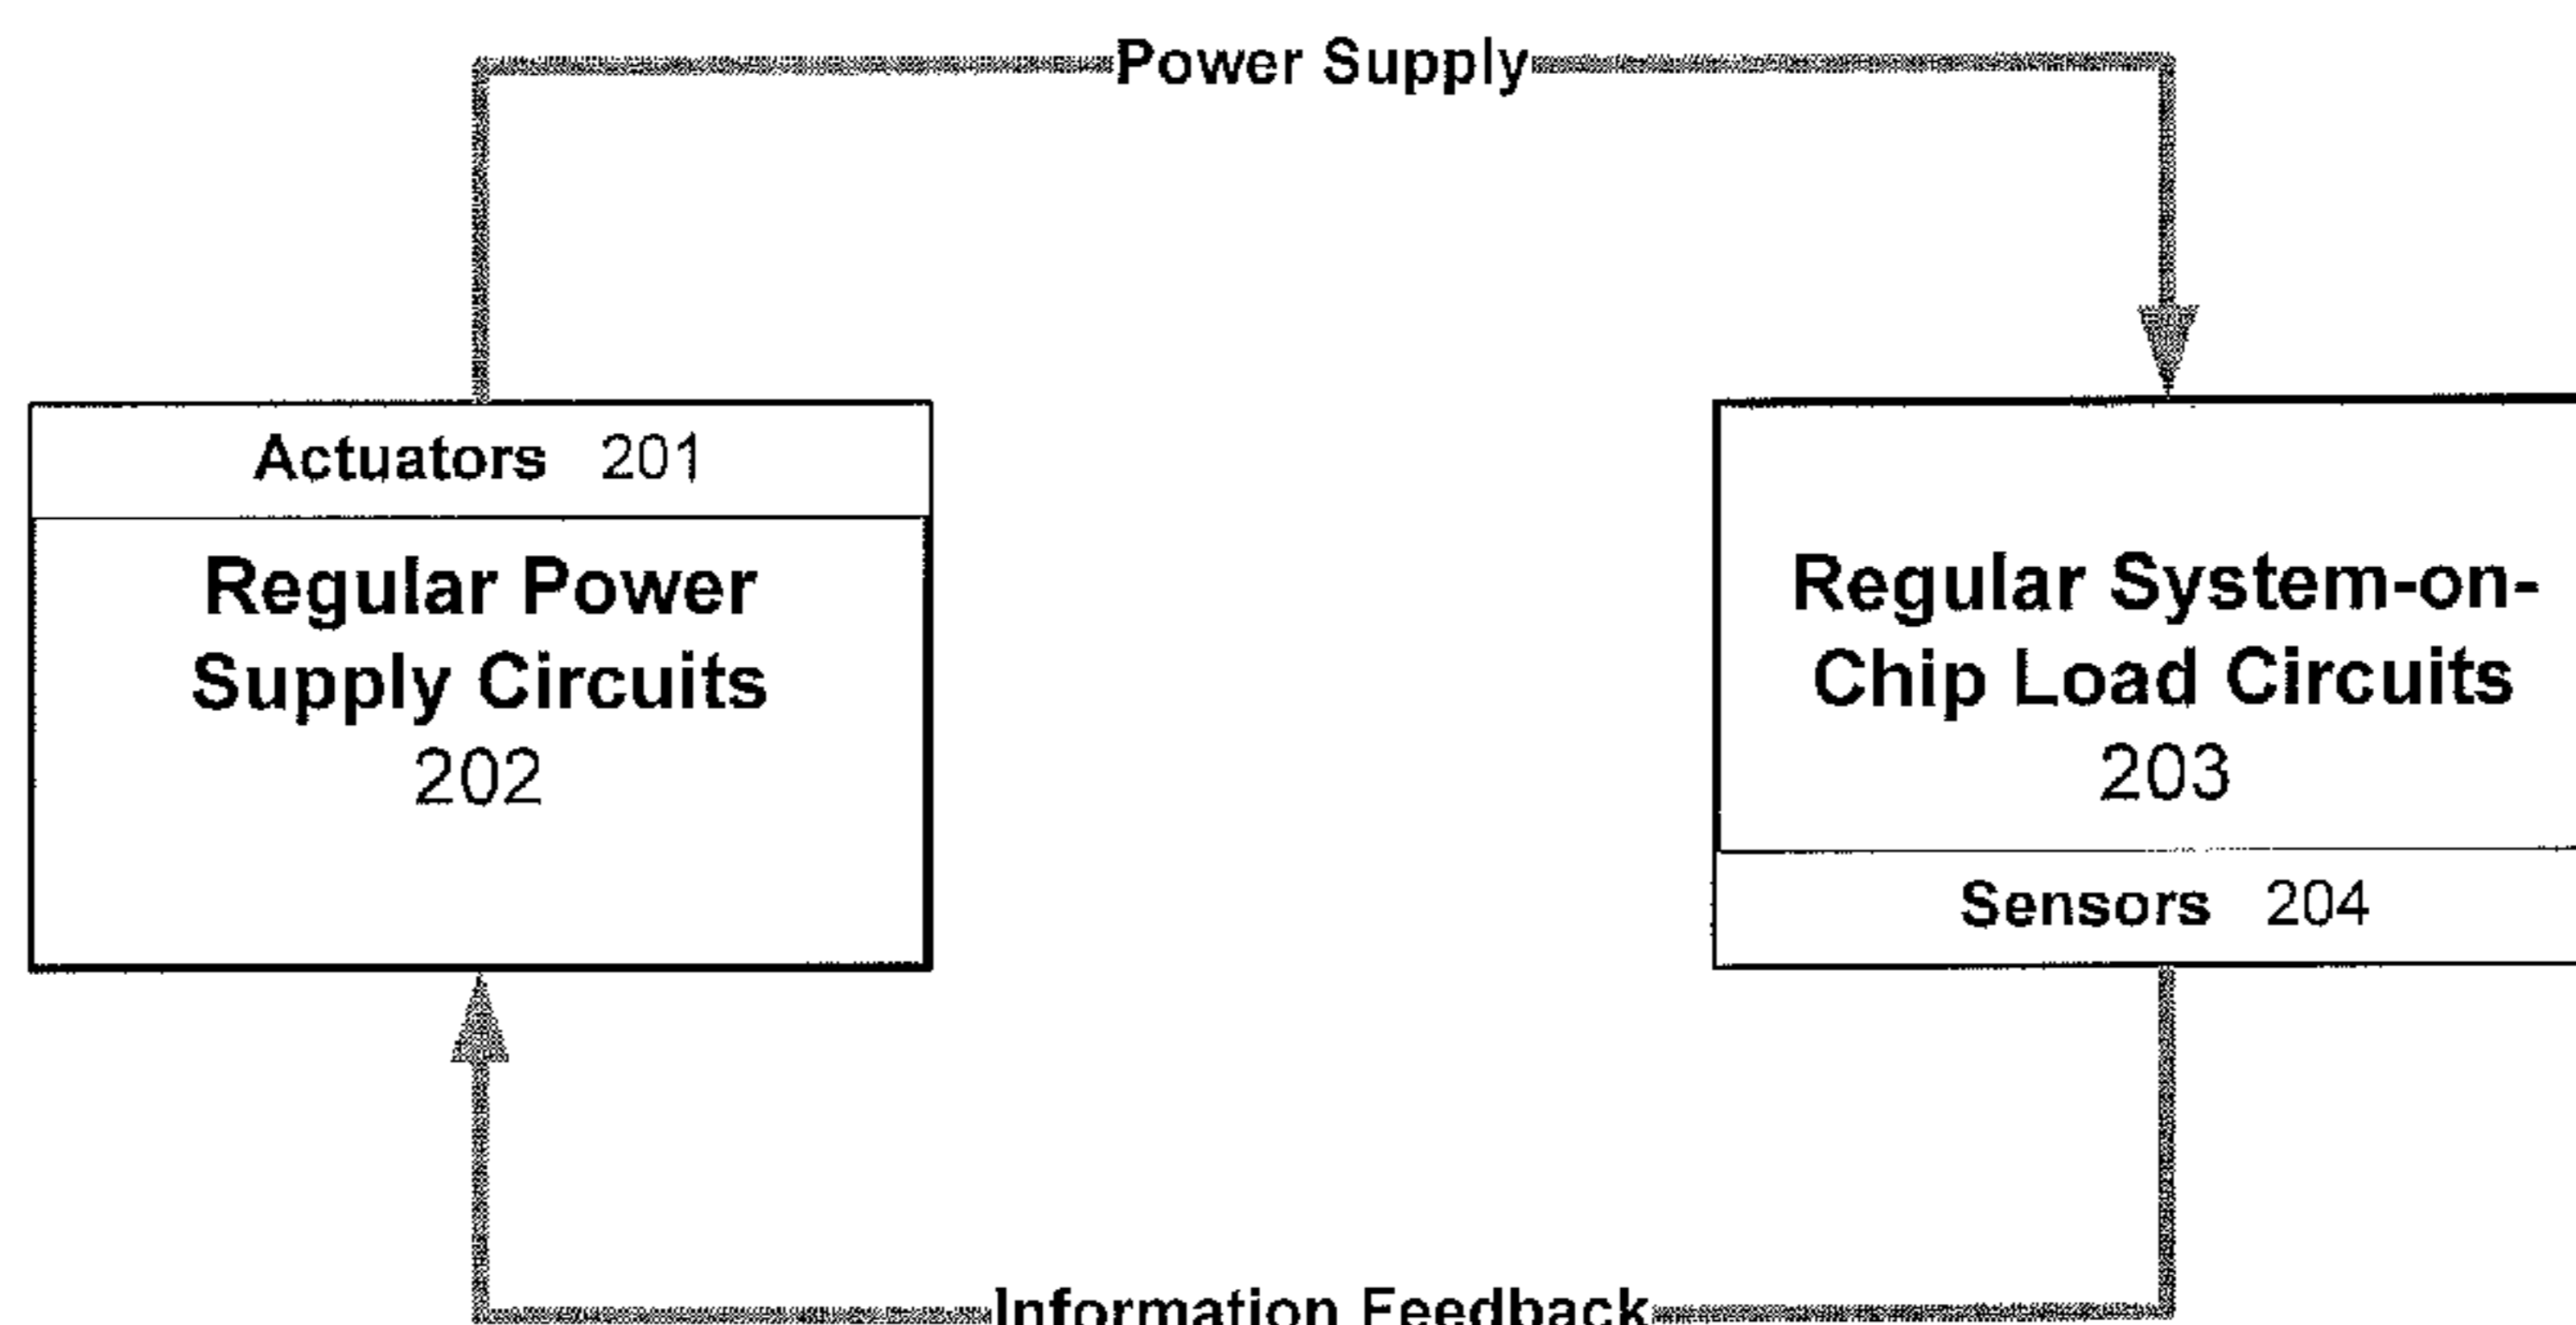 Power Supply
Actuators 201
Regular Power
Supply Circuits
202
Regular System-on-
Chip Load Circuits
203
Sensors 204
Information Feedback